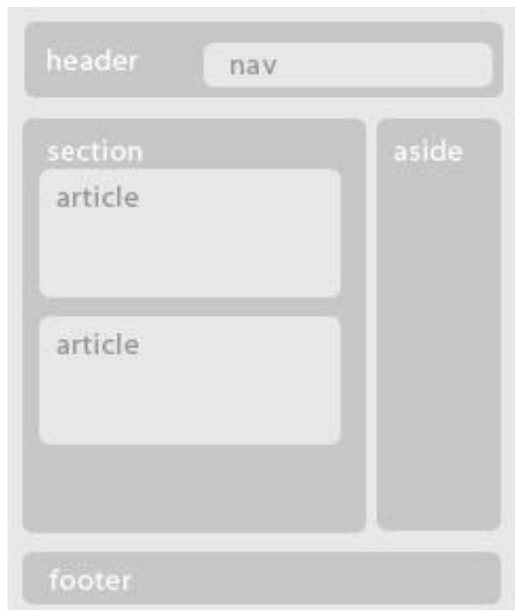 header
nav
section
aside
article
article
footer